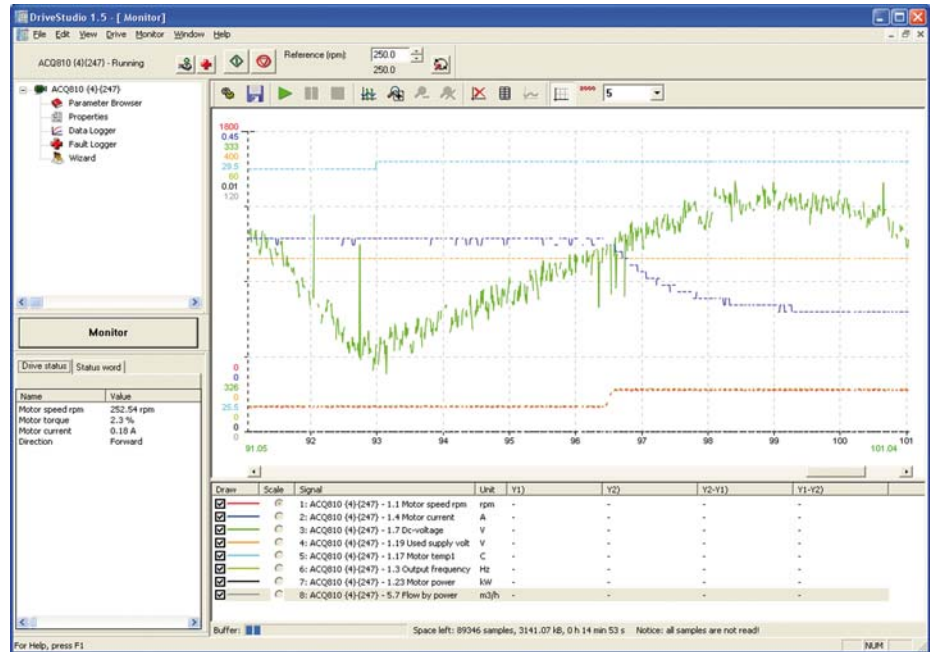 DriveStudio 1.5 - [ Monitor]
File Edit View Drive Monitor Window Help
ACQ810 {4}{247} - Running
Reference (rpm): 250.0
250.0
ACQ810 {4}{247}
Parameter Browser
Properties
Data Logger
Fault Logger
Wizard
5
1800
0.45
333
400
29.5
60
0.01
120
0
0
326
0
25.5
0
0
0
92 93 94 95 96 97 98 99 100 101
91.05 101.04
Monitor
Drive status Status word
Name Value
Motor speed rpm 252.54 rpm
Motor torque 2.3 %
Motor current 0.18 A
Direction Forward
Draw Scale Signal Unit Y1) Y2) Y2-Y1) Y1-Y2)
1: ACQ810 {4}{247} - 1.1 Motor speed rpm rpm - - - -
2: ACQ810 {4}{247} - 1.4 Motor current A - - - -
3: ACQ810 {4}{247} - 1.7 Dc-voltage V - - - -
4: ACQ810 {4}{247} - 1.19 Used supply volt V - - - -
5: ACQ810 {4}{247} - 1.17 Motor temp1 C - - - -
6: ACQ810 {4}{247} - 1.3 Output frequency Hz - - - -
7: ACQ810 {4}{247} - 1.23 Motor power kW - - - -
8: ACQ810 {4}{247} - 5.7 Flow by power m3/h - - - -
Buffer: Space left: 89346 samples, 3141.07 kB, 0 h 14 min 53 s Notice: all samples are not read!
For Help, press F1 NUM